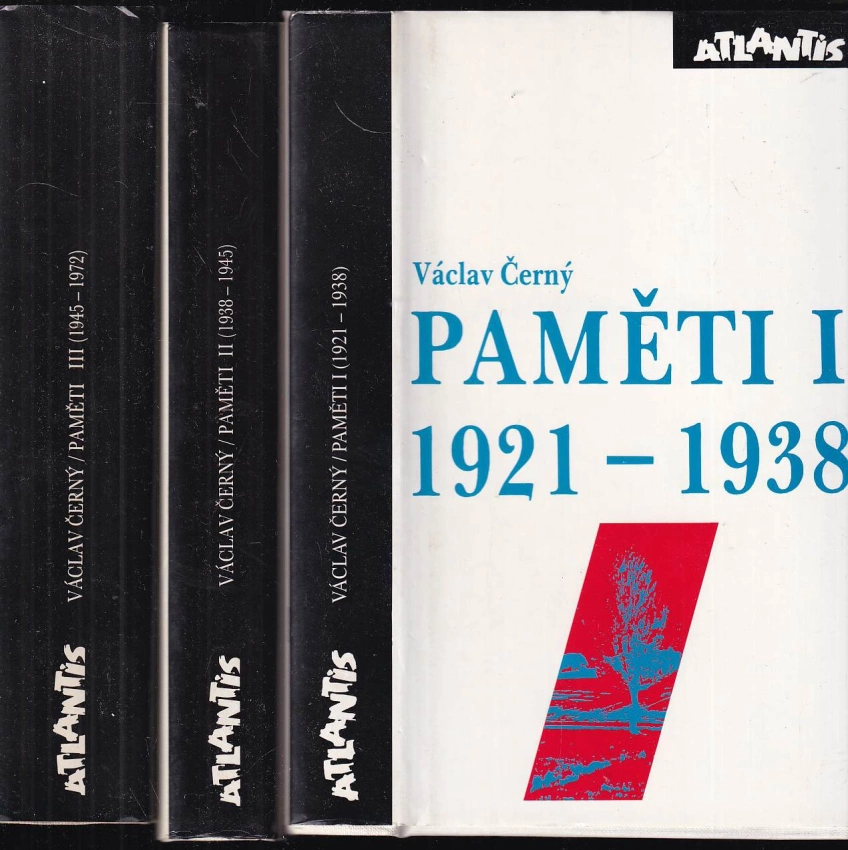 VÁCLAV ČERNÝ / PAMĚTI III (1945 – 1972)
ATLANTIS
VÁCLAV ČERNÝ / PAMĚTI II (1938 – 1945)
ATLANTIS
VÁCLAV ČERNÝ / PAMĚTI I (1921 – 1938)
ATLANTIS
ATLANTIS
Václav Černý
PAMĚTI I
1921 – 1938